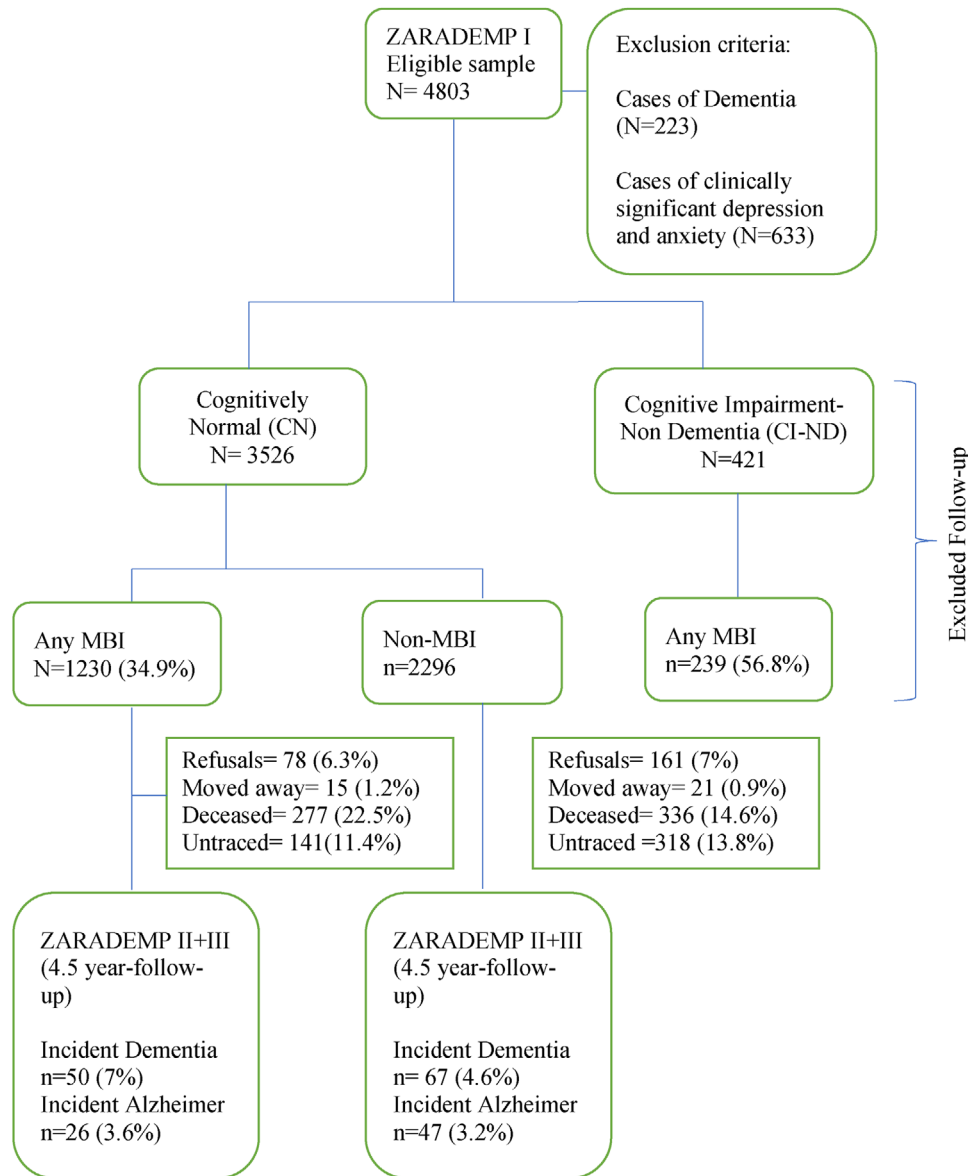 ZARADEMP I
Eligible sample
N= 4803
Exclusion criteria:
Cases of Dementia
(N=223)
Cases of clinically
significant depression
and anxiety (N=633)
Cognitively
Normal (CN)
N= 3526
Cognitive Impairment-
Non Dementia (CI-ND)
N=421
Excluded Follow-up
Any MBI
N=1230 (34.9%)
Non-MBI
n=2296
Any MBI
n=239 (56.8%)
Refusals= 78 (6.3%)
Moved away= 15 (1.2%)
Deceased= 277 (22.5%)
Untraced= 141(11.4%)
Refusals= 161 (7%)
Moved away= 21 (0.9%)
Deceased= 336 (14.6%)
Untraced =318 (13.8%)
ZARADEMP II+III
(4.5 year-follow-
up)
Incident Dementia
n=50 (7%)
Incident Alzheimer
n=26 (3.6%)
ZARADEMP II+III
(4.5 year-follow-
up)
Incident Dementia
n= 67 (4.6%)
Incident Alzheimer
n=47 (3.2%)